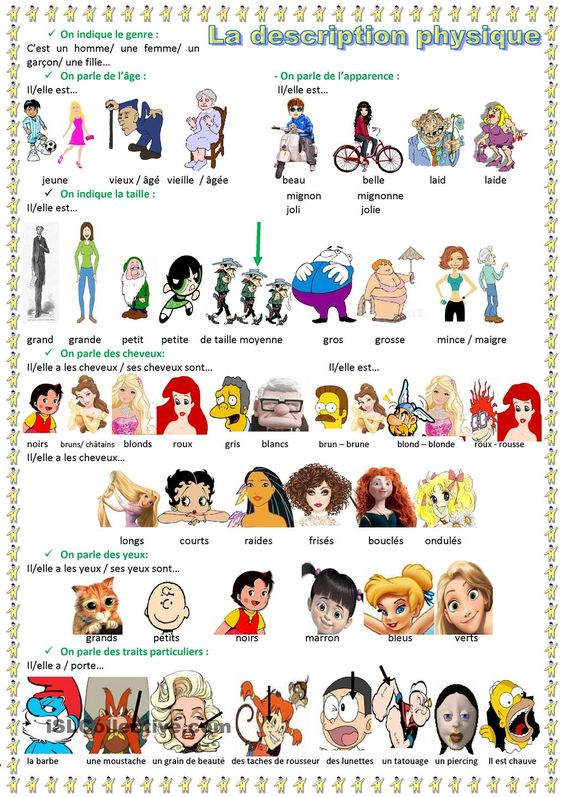 La description physique
✓ On indique le genre :
C'est un homme/ une femme/ un
garçon/ une fille...
✓ On parle de l'âge :
Il/elle est...
jeune vieux / âgé vieille / âgée
- On parle de l'apparence :
Il/elle est...
beau belle laid laide
mignon mignonne
joli jolie
✓ On indique la taille :
Il/elle est...
grand grande petit petite de taille moyenne gros grosse mince / maigre
✓ On parle des cheveux:
Il/elle a les cheveux / ses cheveux sont... Il/elle est...
noirs bruns/ châtains blonds roux gris blancs brun – brune blond – blonde roux - rousse
Il/elle a les cheveux...
longs courts raides frisés bouclés ondulés
✓ On parle des yeux:
Il/elle a les yeux / ses yeux sont...
grands petits noirs marron bleus verts
✓ On parle des traits particuliers :
Il/elle a / porte...
iSLCollective.com
la barbe une moustache un grain de beauté des taches de rousseur des lunettes un tatouage un piercing Il est chauve